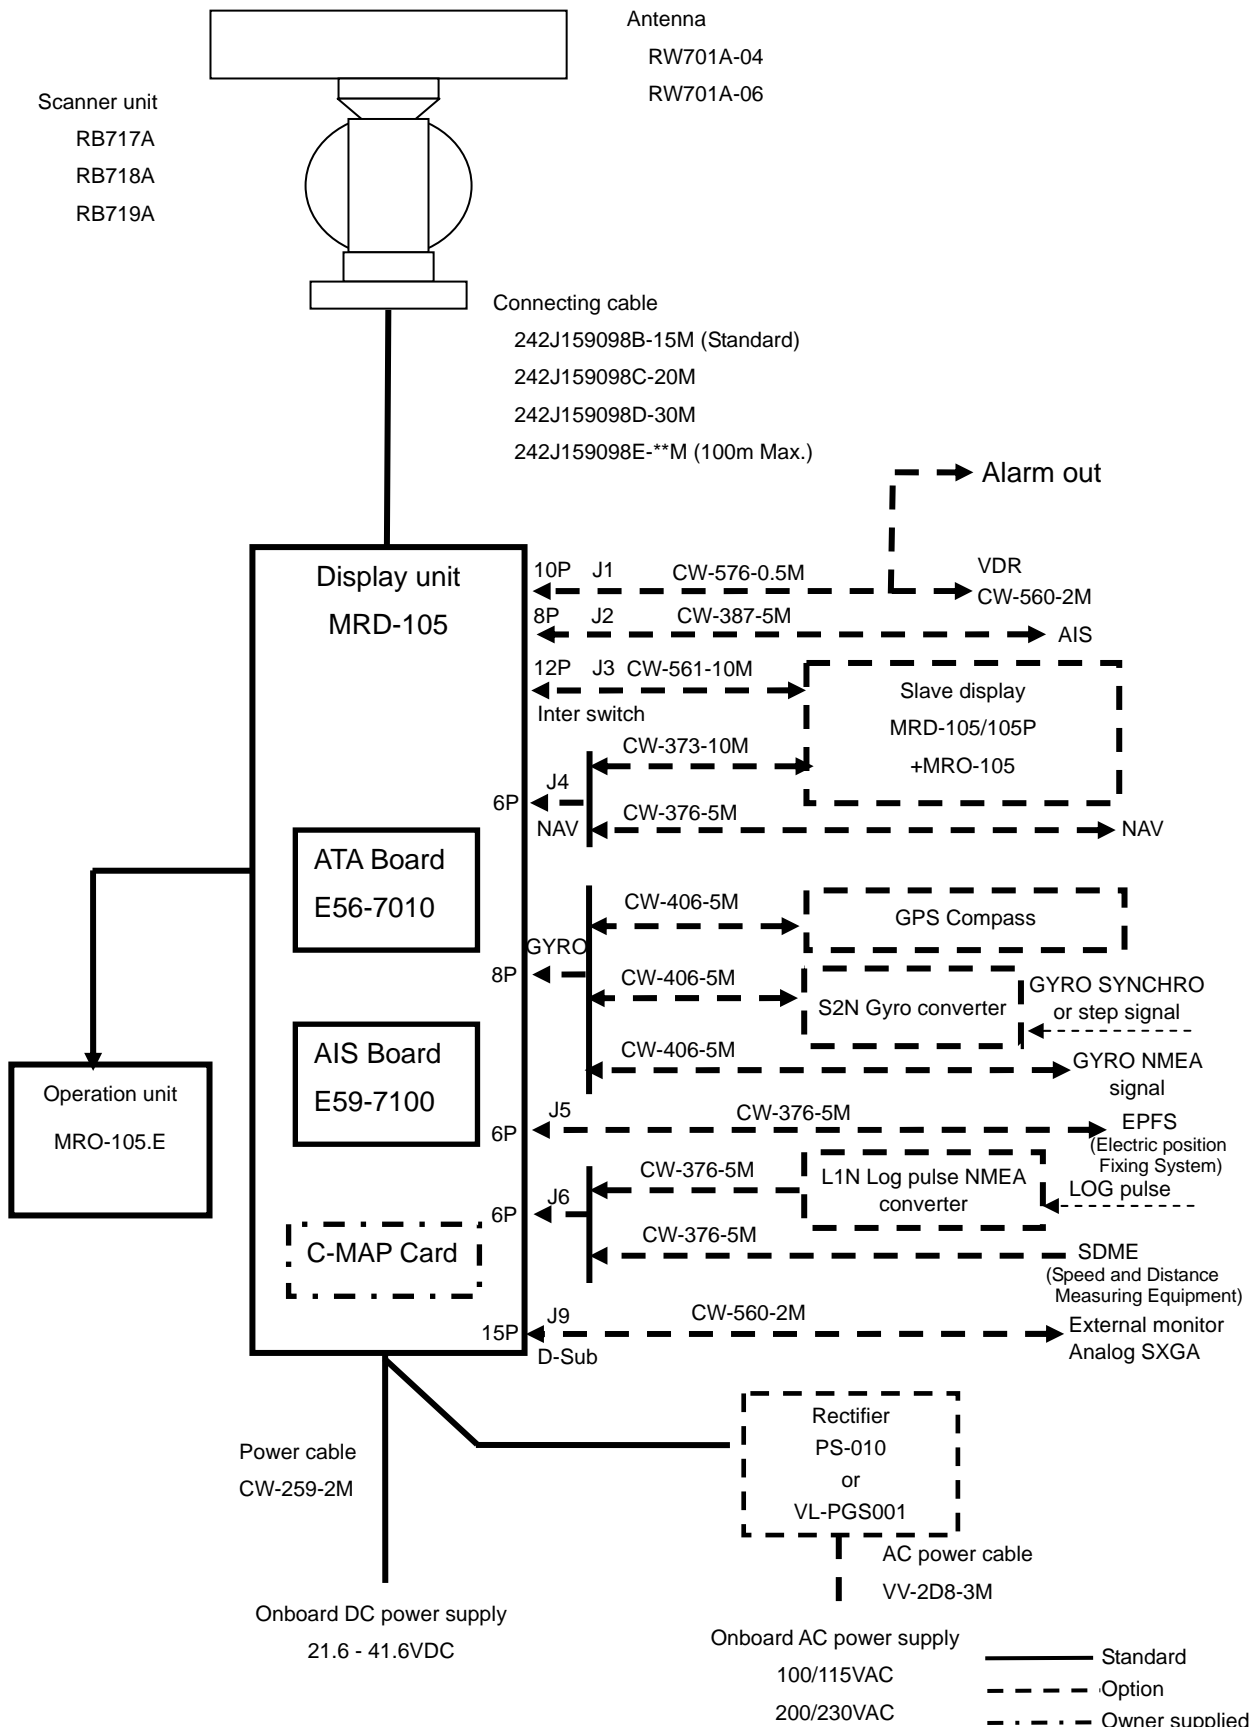 Antenna
RW701A-04
RW701A-06
Scanner unit
RB717A
RB718A
RB719A
Connecting cable
242J159098B-15M (Standard)
242J159098C-20M
242J159098D-30M
242J159098E-**M (100m Max.)
Alarm out
Display unit
MRD-105
10P J1 CW-576-0.5M
VDR
CW-560-2M
8P J2 CW-387-5M
AIS
12P J3 CW-561-10M
Inter switch
Slave display
MRD-105/105P
+MRO-105
CW-373-10M
J4
6P
NAV
CW-376-5M
NAV
ATA Board
E56-7010
CW-406-5M
GPS Compass
GYRO
8P
CW-406-5M
S2N Gyro converter
GYRO SYNCHRO
or step signal
AIS Board
E59-7100
CW-406-5M
GYRO NMEA
signal
Operation unit
MRO-105.E
J5
6P
CW-376-5M
EPFS
(Electric position
Fixing System)
CW-376-5M
L1N Log pulse NMEA
converter
LOG pulse
J6
6P
C-MAP Card
CW-376-5M
SDME
(Speed and Distance
Measuring Equipment)
J9
15P
D-Sub
CW-560-2M
External monitor
Analog SXGA
Power cable
CW-259-2M
Rectifier
PS-010
or
VL-PGS001
AC power cable
VV-2D8-3M
Onboard DC power supply
21.6 - 41.6VDC
Onboard AC power supply
100/115VAC
200/230VAC
Standard
Option
Owner supplied